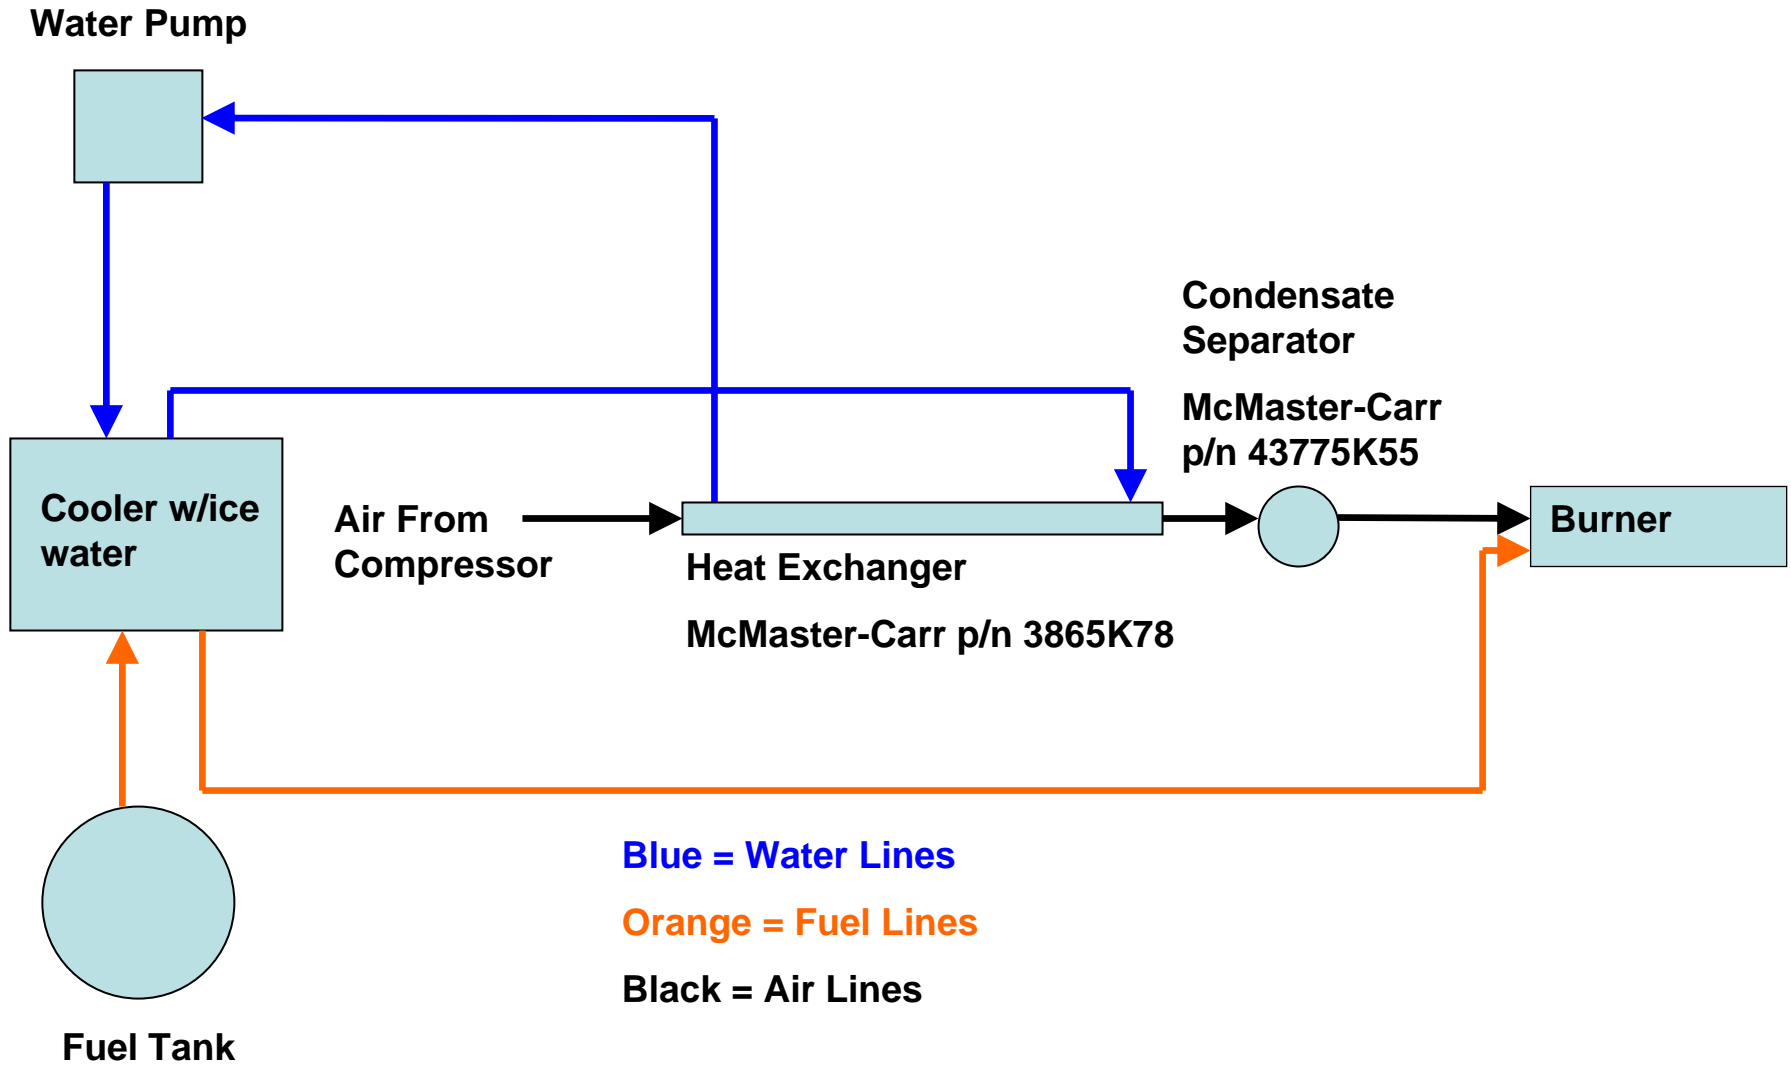 Water Pump
Condensate
Separator
McMaster-Carr
p/n 43775K55
Cooler w/ice
water
Air From
Compressor
Burner
Heat Exchanger
McMaster-Carr p/n 3865K78
Blue = Water Lines
Orange = Fuel Lines
Black = Air Lines
Fuel Tank